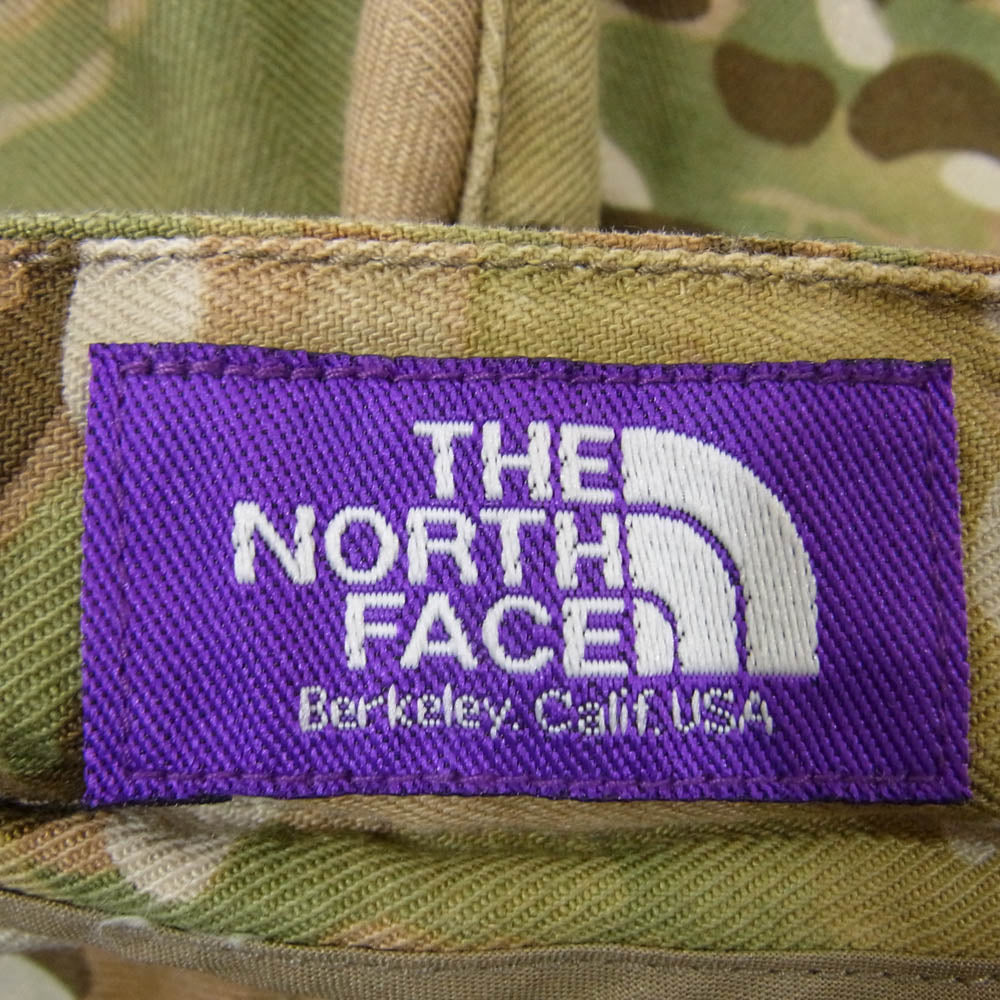 THE
NORTH
FACE
Berkeley. Calif. USA